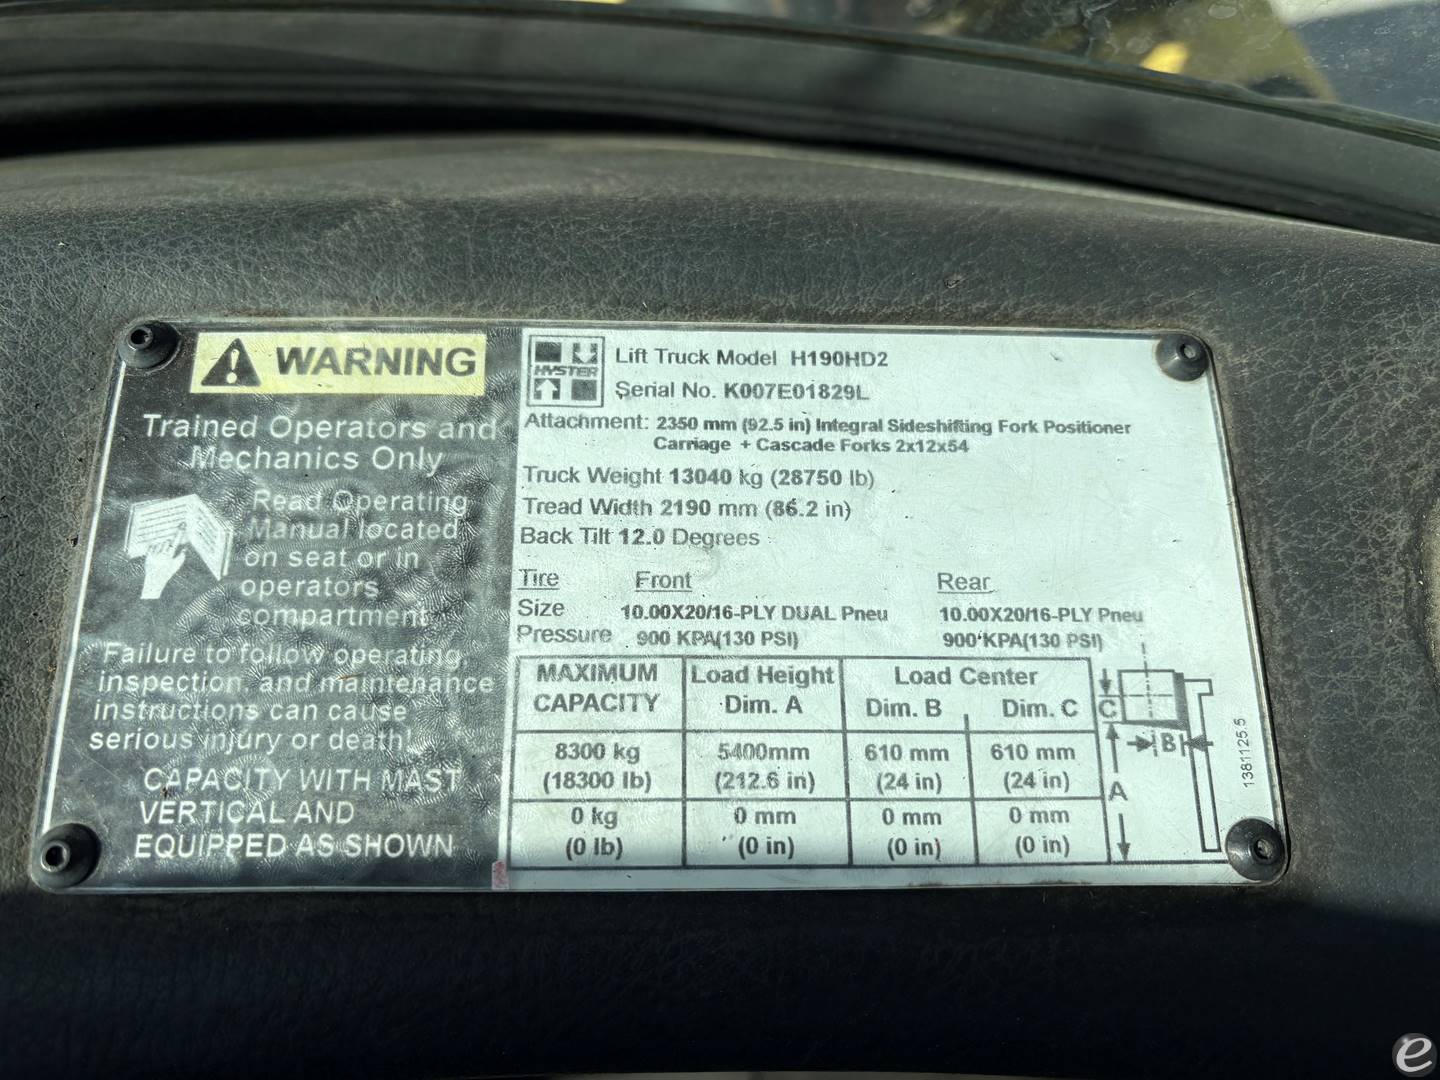 WARNING
Trained Operators and
Mechanics Only
Read Operating
Manual located
on seat or in
operators
compartment
Failure to follow operating,
inspection, and maintenance
instructions can cause
serious injury or death!
CAPACITY WITH MAST
VERTICAL AND
EQUIPPED AS SHOWN
HYSTER
Lift Truck Model H190HD2
Serial No. K007E01829L
Attachment: 2350 mm (92.5 in) Integral Sideshifting Fork Positioner
Carriage + Cascade Forks 2x12x54
Truck Weight 13040 kg (28750 lb)
Tread Width 2190 mm (86.2 in)
Back Tilt 12.0 Degrees
Tire Front Rear
Size 10.00X20/16-PLY DUAL Pneu 10.00X20/16-PLY Pneu
Pressure 900 KPA(130 PSI) 900 KPA(130 PSI)
MAXIMUM Load Height Load Center
CAPACITY Dim. A Dim. B Dim. C
8300 kg 5400mm 610 mm 610 mm
(18300 lb) (212.6 in) (24 in) (24 in)
0 kg 0 mm 0 mm 0 mm
(0 lb) (0 in) (0 in) (0 in)
C
B
A
1381125.5
e